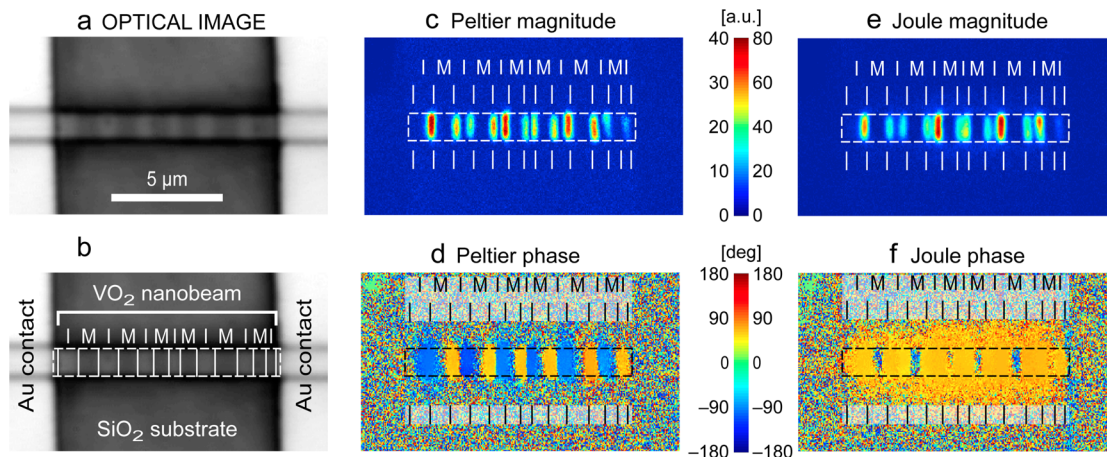 a OPTICAL IMAGE
5 µm
b
Au contact
VO₂ nanobeam
I M I M I M I M I M I M I
SiO₂ substrate
Au contact
c Peltier magnitude
I M I M I M I M I M I M I
[a.u.]
40 80
30 60
20 40
10 20
0 0
d Peltier phase
I M I M I M I M I M I M I
[deg]
180 180
90 90
0 0
–90 –90
–180 –180
e Joule magnitude
I M I M I M I M I M I M I
f Joule phase
I M I M I M I M I M I M I